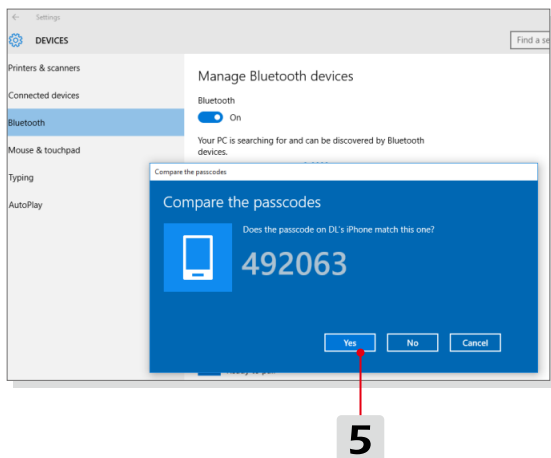 Settings
DEVICES
Find a se
Printers & scanners
Connected devices
Bluetooth
Mouse & touchpad
Typing
AutoPlay
Manage Bluetooth devices
Bluetooth
On
Your PC is searching for and can be discovered by Bluetooth
devices.
Compare the passcodes
Compare the passcodes
Does the passcode on DL's iPhone match this one?
492063
Yes
No
Cancel
5